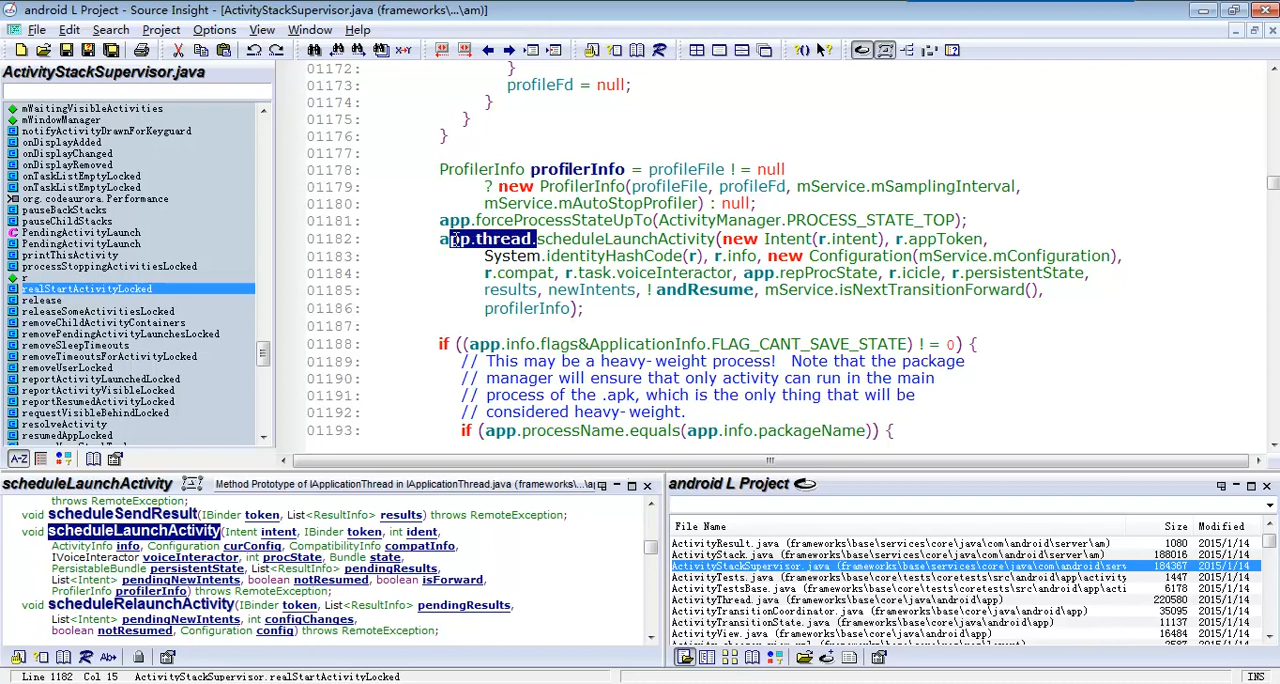 android L Project - Source Insight - [ActivityStackSupervisor.java (frameworks\...\am)]
File Edit Search Project Options View Window Help
ActivityStackSupervisor.java
mWaitingVisibleActivities
mWindowManager
notifyActivityDrawnForKeyguard
onDisplayAdded
onDisplayChanged
onDisplayRemoved
onTaskListEmptyLocked
onTaskListEmptyLocked
org.codeaurora.Performance
pauseBackStacks
pauseChildStacks
PendingActivityLaunch
PendingActivityLaunch
printThisActivity
processStoppingActivitiesLocked
r
realStartActivityLocked
release
releaseSomeActivitiesLocked
removeChildActivityContainers
removePendingActivityLaunchesLocked
removeSleepTimeouts
removeTimeoutsForActivityLocked
removeUserLocked
reportActivityLaunchedLocked
reportActivityVisibleLocked
reportResumedActivityLocked
requestVisibleBehindLocked
resolveActivity
resumedAppLocked
A-Z
01172: }
01173: profileFd = null;
01174: }
01175: }
01176: }
01177:
01178: ProfilerInfo profilerInfo = profileFile != null
01179: ? new ProfilerInfo(profileFile, profileFd, mService.mSamplingInterval,
01180: mService.mAutoStopProfiler) : null;
01181: app.forceProcessStateUpTo(ActivityManager.PROCESS_STATE_TOP);
01182: app.thread.scheduleLaunchActivity(new Intent(r.intent), r.appToken,
01183: System.identityHashCode(r), r.info, new Configuration(mService.mConfiguration),
01184: r.compat, r.task.voiceInteractor, app.repProcState, r.icicle, r.persistentState,
01185: results, newIntents, !andResume, mService.isNextTransitionForward(),
01186: profilerInfo);
01187:
01188: if ((app.info.flags&ApplicationInfo.FLAG_CANT_SAVE_STATE) != 0) {
01189: // This may be a heavy-weight process! Note that the package
01190: // manager will ensure that only activity can run in the main
01191: // process of the .apk, which is the only thing that will be
01192: // considered heavy-weight.
01193: if (app.processName.equals(app.info.packageName)) {
scheduleLaunchActivity Method Prototype of IApplicationThread in IApplicationThread.java (frameworks\...\a
throws RemoteException;
void scheduleSendResult(IBinder token, List<ResultInfo> results) throws RemoteException;
void scheduleLaunchActivity(Intent intent, IBinder token, int ident,
ActivityInfo info, Configuration curConfig, CompatibilityInfo compatInfo,
IVoiceInteractor voiceInteractor, int procState, Bundle state,
PersistableBundle persistentState, List<ResultInfo> pendingResults,
List<Intent> pendingNewIntents, boolean notResumed, boolean isForward,
ProfilerInfo profilerInfo) throws RemoteException;
void scheduleRelaunchActivity(IBinder token, List<ResultInfo> pendingResults,
List<Intent> pendingNewIntents, int configChanges,
boolean notResumed, Configuration config) throws RemoteException;
android L Project
File Name Size Modified
ActivityResult.java (frameworks\base\services\core\java\com\android\server\am) 1080 2015/1/14
ActivityStack.java (frameworks\base\services\core\java\com\android\server\am) 188016 2015/1/14
ActivityStackSupervisor.java (frameworks\base\services\core\java\com\android\serv 184367 2015/1/14
ActivityTests.java (frameworks\base\services\tests\coretests\src\android\app\activity 1447 2015/1/14
ActivityTestsBase.java (frameworks\base\core\tests\coretests\src\android\app\acti 6178 2015/1/14
ActivityThread.java (frameworks\base\core\java\android\app) 220580 2015/1/14
ActivityTransitionCoordinator.java (frameworks\base\core\java\android\app) 35095 2015/1/14
ActivityTransitionState.java (frameworks\base\core\java\android\app) 11137 2015/1/14
ActivityView.java (frameworks\base\core\java\android\app) 16484 2015/1/14
Line 1182 Col 15 ActivityStackSupervisor.realStartActivityLocked INS